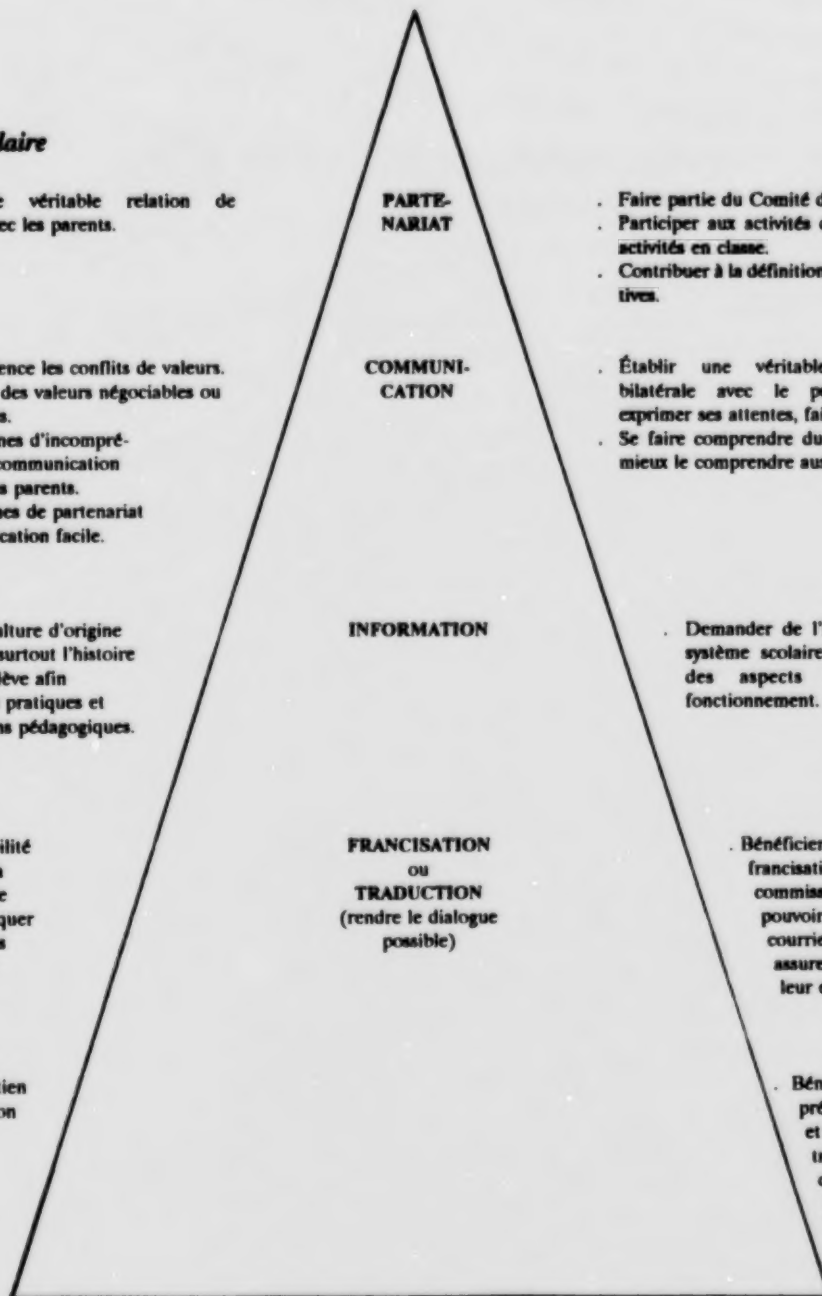 laire
e véritable relation de
ec les parents.
PARTE-
NARIAT
. Faire partie du Comité d
. Participer aux activités
activités en classe.
. Contribuer à la définition
tives.
ence les conflits de valeurs.
des valeurs négociables ou
s.
nes d'incompré-
communication
s parents.
nes de partenariat
cation facile.
COMMUNI-
CATION
. Établir une véritable
bilatérale avec le
exprimer ses attentes, fai
. Se faire comprendre du
mieux le comprendre aus
lture d'origine
surtout l'histoire
lève afin
pratiques et
ns pédagogiques.
INFORMATION
. Demander de l'
système scolaire
des aspects
fonctionnement.
ilité
quer
s
FRANCISATION
ou
TRADUCTION
(rendre le dialogue
possible)
. Bénéficier
francisati
commiss
pouvoir
courrie
assure
leur
tien
on
. Bén
pré
et